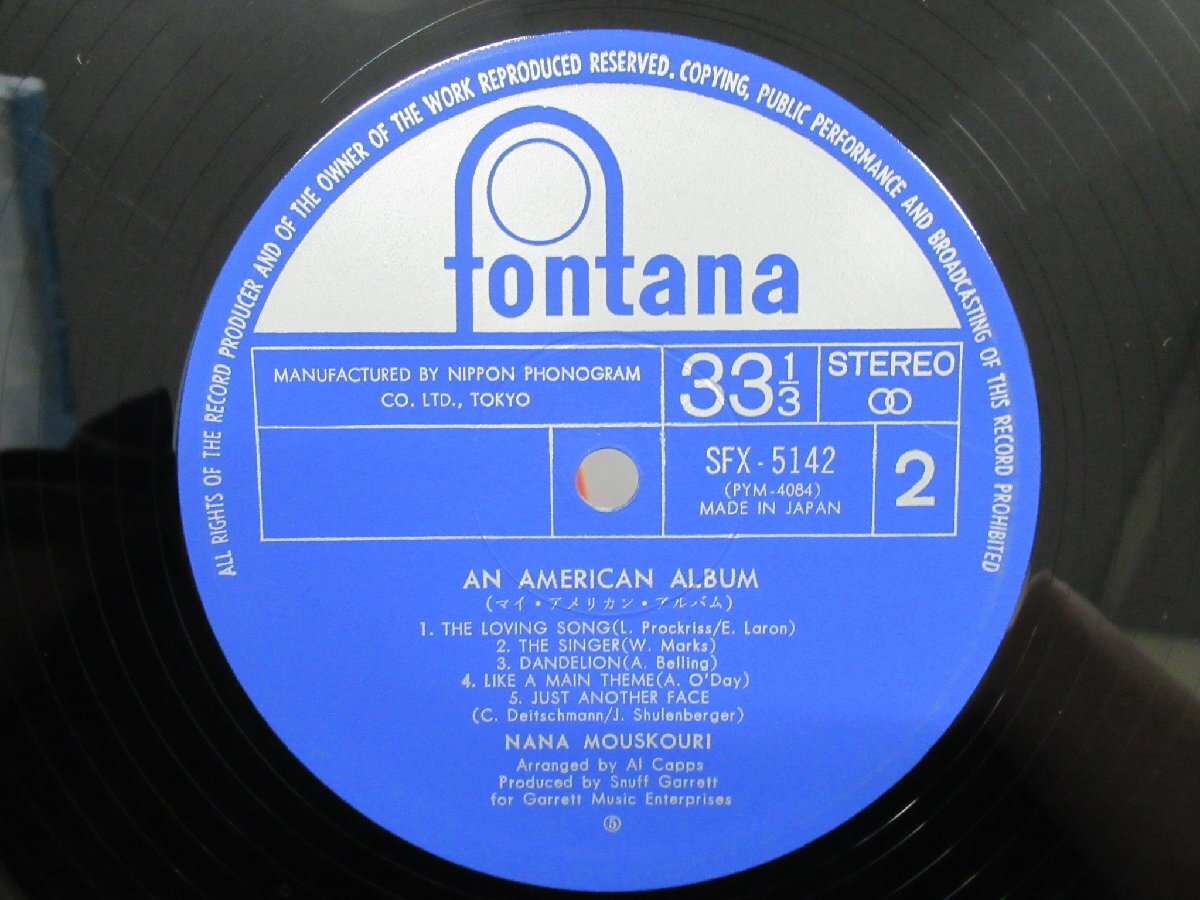 ALL RIGHTS OF THE RECORD PRODUCER AND OF THE OWNER OF THE WORK REPRODUCED RESERVED. COPYING, PUBLIC PERFORMANCE AND BROADCASTING OF THIS RECORD PROHIBITED
fontana
MANUFACTURED BY NIPPON PHONOGRAM
CO. LTD., TOKYO
33 1/3
STEREO
SFX-5142
(PYM-4084)
MADE IN JAPAN
2
AN AMERICAN ALBUM
(マイ・アメリカン・アルバム)
1. THE LOVING SONG(L. Prockriss/E. Laron)
2. THE SINGER(W. Marks)
3. DANDELION(A. Belling)
4. LIKE A MAIN THEME(A. O'Day)
5. JUST ANOTHER FACE
(C. Deitschmann/J. Shulenberger)
NANA MOUSKOURI
Arranged by Al Capps
Produced by Snuff Garrett
for Garrett Music Enterprises
⑤